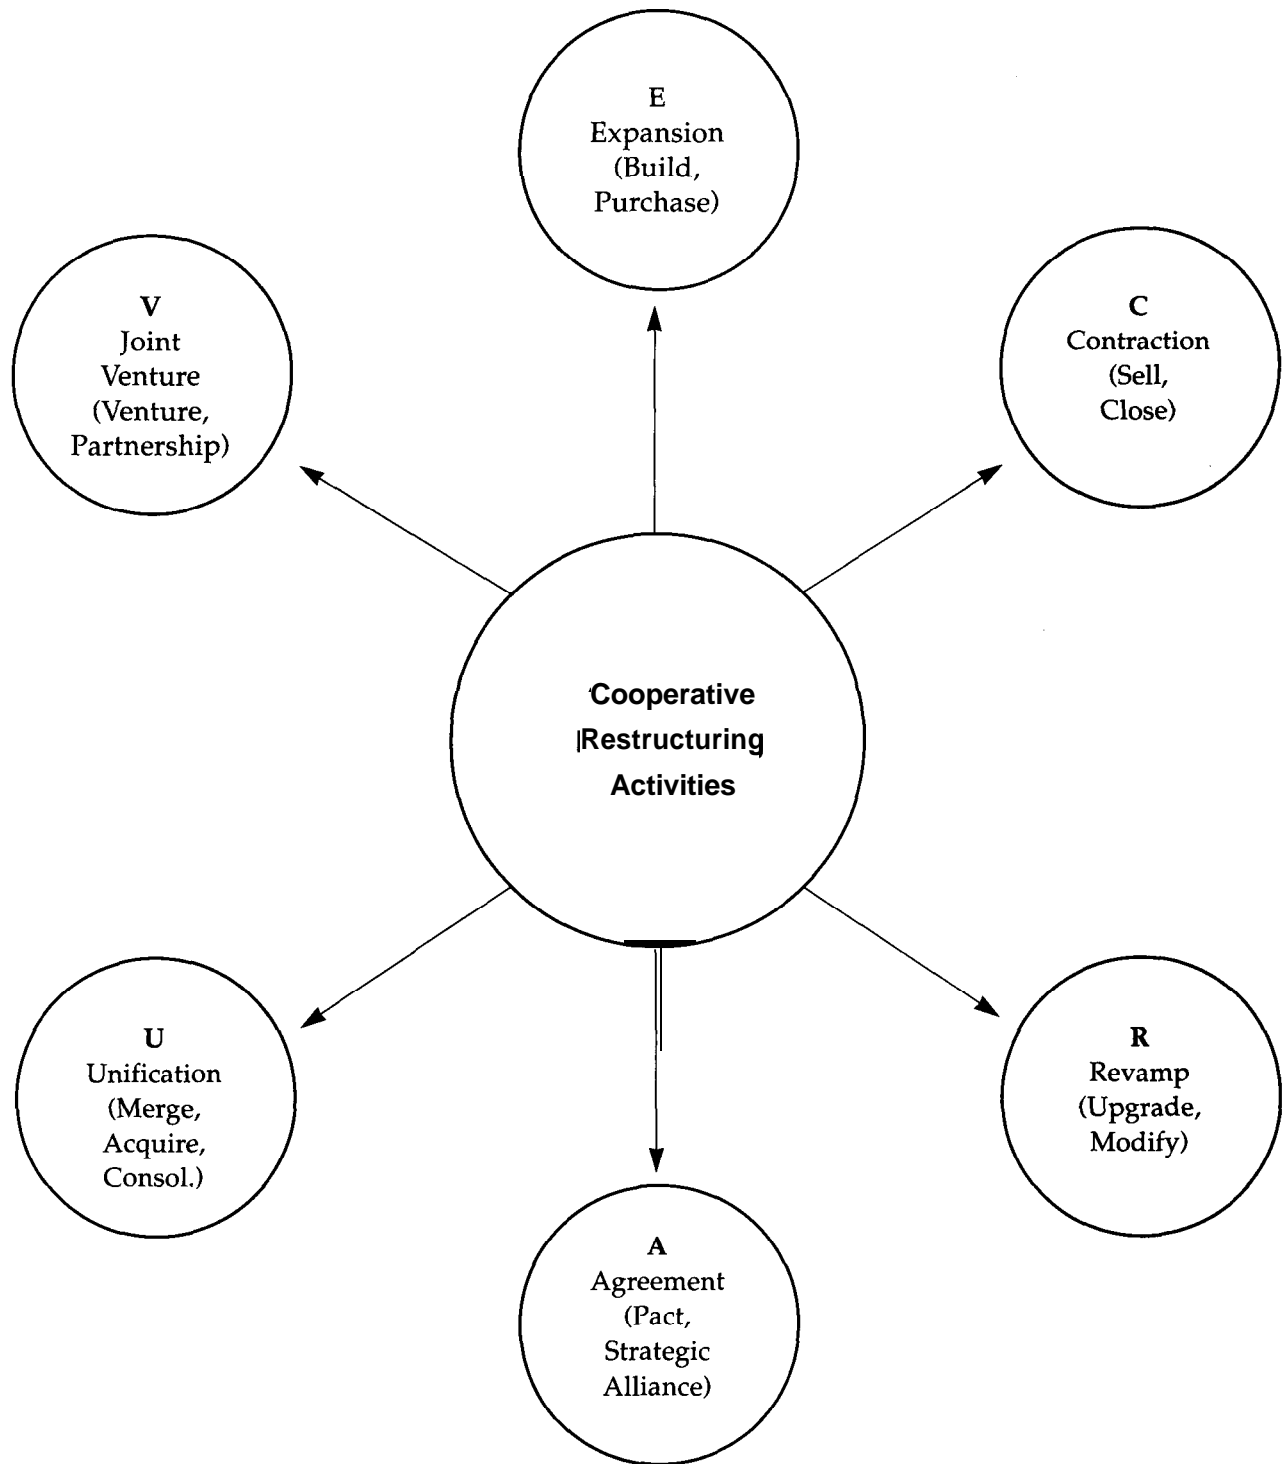 E
Expansion
(Build,
Purchase)
V
Joint
Venture
(Venture,
Partnership)
C
Contraction
(Sell,
Close)
Cooperative
Restructuring
Activities
U
Unification
(Merge,
Acquire,
Consol.)
R
Revamp
(Upgrade,
Modify)
A
Agreement
(Pact,
Strategic
Alliance)